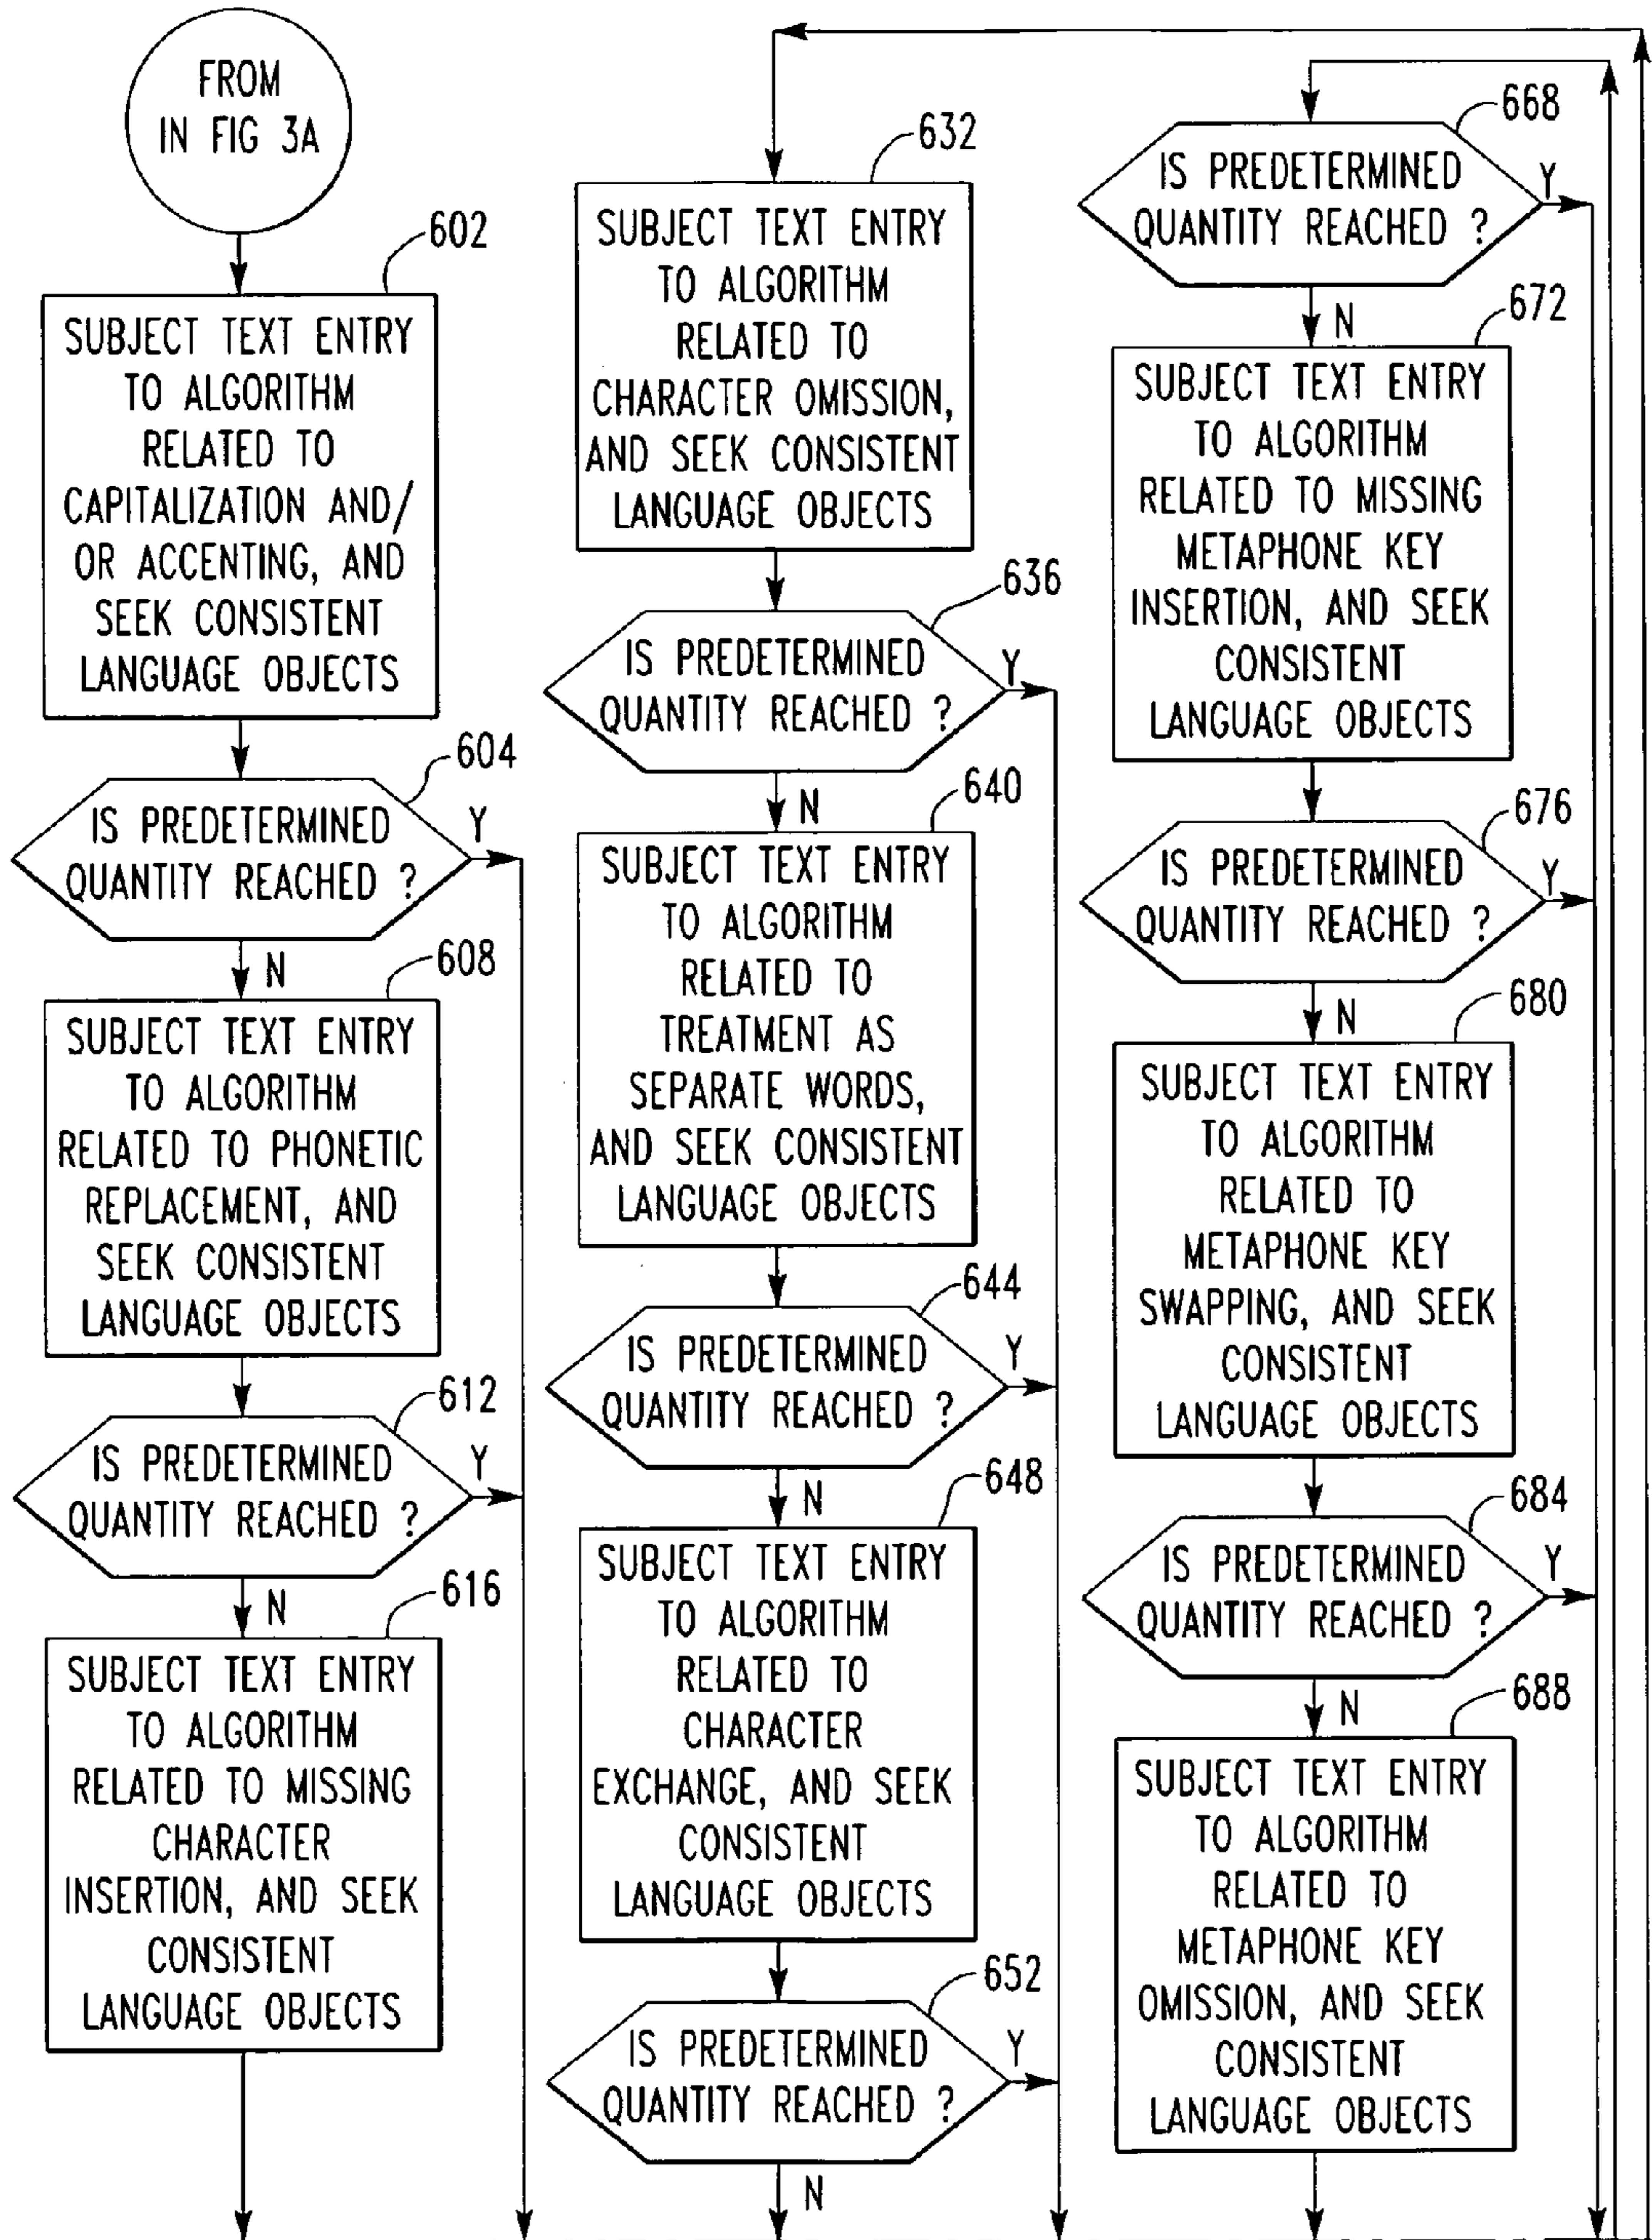 FROM
IN FIG 3A
602
SUBJECT TEXT ENTRY
TO ALGORITHM
RELATED TO
CAPITALIZATION AND/
OR ACCENTING, AND
SEEK CONSISTENT
LANGUAGE OBJECTS
604
IS PREDETERMINED
QUANTITY REACHED ?
Y
N
608
SUBJECT TEXT ENTRY
TO ALGORITHM
RELATED TO PHONETIC
REPLACEMENT, AND
SEEK CONSISTENT
LANGUAGE OBJECTS
612
IS PREDETERMINED
QUANTITY REACHED ?
Y
N
616
SUBJECT TEXT ENTRY
TO ALGORITHM
RELATED TO MISSING
CHARACTER
INSERTION, AND SEEK
CONSISTENT
LANGUAGE OBJECTS
632
SUBJECT TEXT ENTRY
TO ALGORITHM
RELATED TO
CHARACTER OMISSION,
AND SEEK CONSISTENT
LANGUAGE OBJECTS
636
IS PREDETERMINED
QUANTITY REACHED ?
Y
N
640
SUBJECT TEXT ENTRY
TO ALGORITHM
RELATED TO
TREATMENT AS
SEPARATE WORDS,
AND SEEK CONSISTENT
LANGUAGE OBJECTS
644
IS PREDETERMINED
QUANTITY REACHED ?
Y
N
648
SUBJECT TEXT ENTRY
TO ALGORITHM
RELATED TO
CHARACTER
EXCHANGE, AND SEEK
CONSISTENT
LANGUAGE OBJECTS
652
IS PREDETERMINED
QUANTITY REACHED ?
Y
N
668
IS PREDETERMINED
QUANTITY REACHED ?
Y
N
672
SUBJECT TEXT ENTRY
TO ALGORITHM
RELATED TO MISSING
METAPHONE KEY
INSERTION, AND SEEK
CONSISTENT
LANGUAGE OBJECTS
676
IS PREDETERMINED
QUANTITY REACHED ?
Y
N
680
SUBJECT TEXT ENTRY
TO ALGORITHM
RELATED TO
METAPHONE KEY
SWAPPING, AND SEEK
CONSISTENT
LANGUAGE OBJECTS
684
IS PREDETERMINED
QUANTITY REACHED ?
Y
N
688
SUBJECT TEXT ENTRY
TO ALGORITHM
RELATED TO
METAPHONE KEY
OMISSION, AND SEEK
CONSISTENT
LANGUAGE OBJECTS